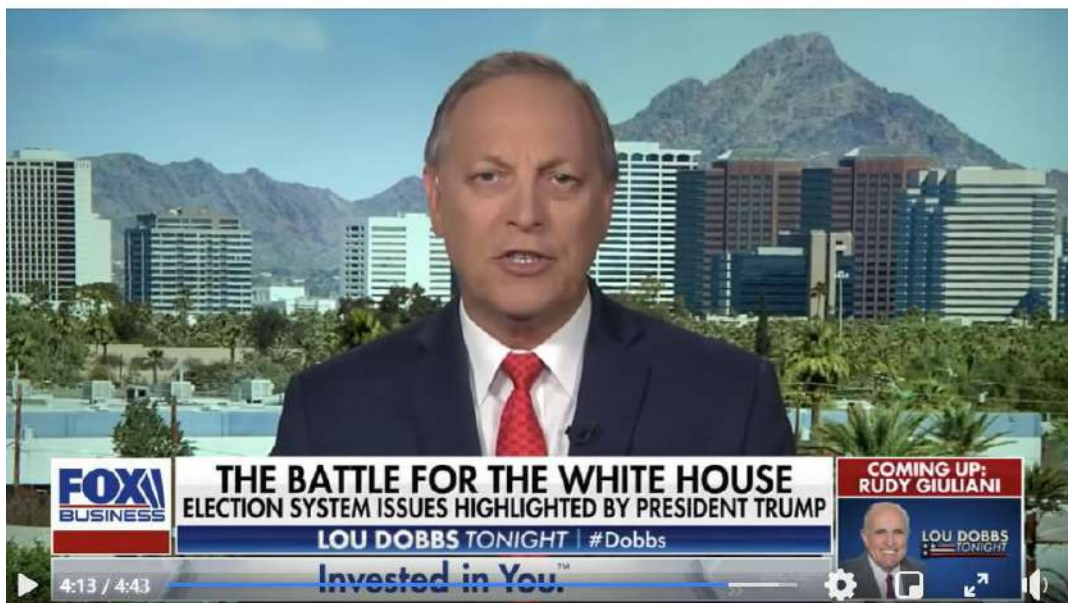 FOX
BUSINESS
THE BATTLE FOR THE WHITE HOUSE
ELECTION SYSTEM ISSUES HIGHLIGHTED BY PRESIDENT TRUMP
LOU DOBBS TONIGHT | #Dobbs
COMING UP:
RUDY GIULIANI
LOU DOBBS
TONIGHT
Invested in You.™
4:13 / 4:43